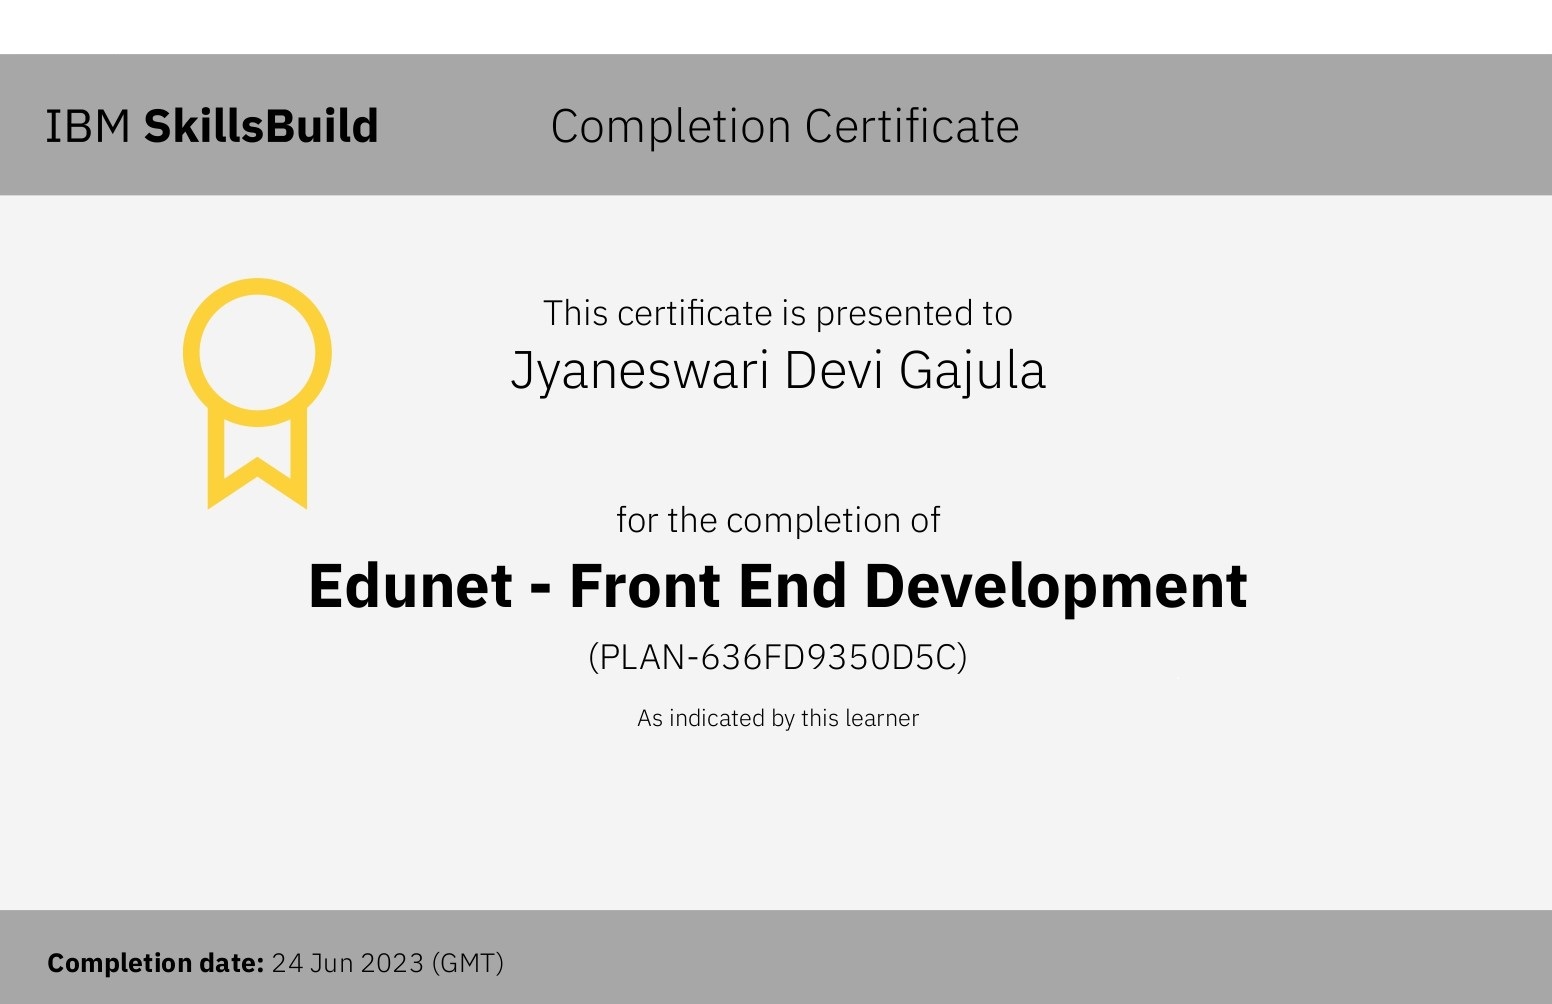 IBM SkillsBuild
Completion Certificate
This certificate is presented to
Jyaneswari Devi Gajula
for the completion of
Edunet - Front End Development
(PLAN-636FD9350D5C)
As indicated by this learner
Completion date: 24 Jun 2023 (GMT)